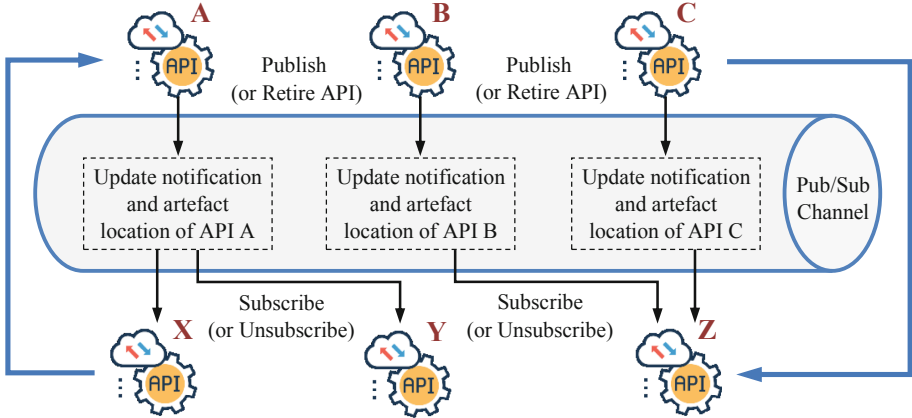 A
B
C
API
API
API
Publish
(or Retire API)
Publish
(or Retire API)
Update notification
and artefact
location of API A
Update notification
and artefact
location of API B
Update notification
and artefact
location of API C
Pub/Sub
Channel
Subscribe
(or Unsubscribe)
Subscribe
(or Unsubscribe)
X
Y
Z
API
API
API